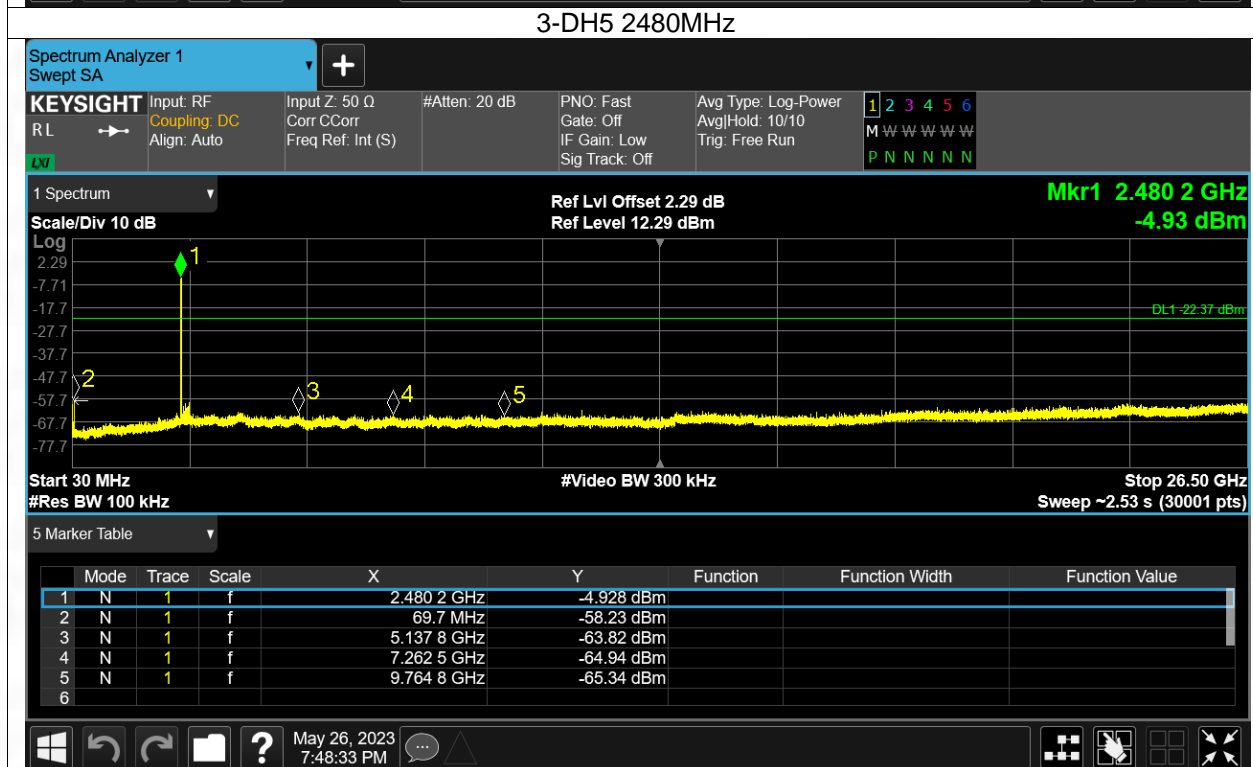 3-DH5 2480MHz
Spectrum Analyzer 1
Swept SA
KEYSIGHT
RL
LXI
Input: RF
Coupling: DC
Align: Auto
Input Z: 50 Ω
Corr CCorr
Freq Ref: Int (S)
#Atten: 20 dB
PNO: Fast
Gate: Off
IF Gain: Low
Sig Track: Off
Avg Type: Log-Power
Avg|Hold: 10/10
Trig: Free Run
1 2 3 4 5 6
M W W W W W
P N N N N N
1 Spectrum
Scale/Div 10 dB
Ref Lvl Offset 2.29 dB
Ref Level 12.29 dBm
Mkr1 2.480 2 GHz
-4.93 dBm
Log
2.29
-7.71
-17.7
-27.7
-37.7
-47.7
-57.7
-67.7
-77.7
1
2
3
4
5
DL1 -22.37 dBm
Start 30 MHz
#Res BW 100 kHz
#Video BW 300 kHz
Stop 26.50 GHz
Sweep ~2.53 s (30001 pts)
5 Marker Table
Mode Trace Scale X Y Function Function Width Function Value
1 N 1 f 2.480 2 GHz -4.928 dBm
2 N 1 f 69.7 MHz -58.23 dBm
3 N 1 f 5.137 8 GHz -63.82 dBm
4 N 1 f 7.262 5 GHz -64.94 dBm
5 N 1 f 9.764 8 GHz -65.34 dBm
6
?
May 26, 2023
7:48:33 PM